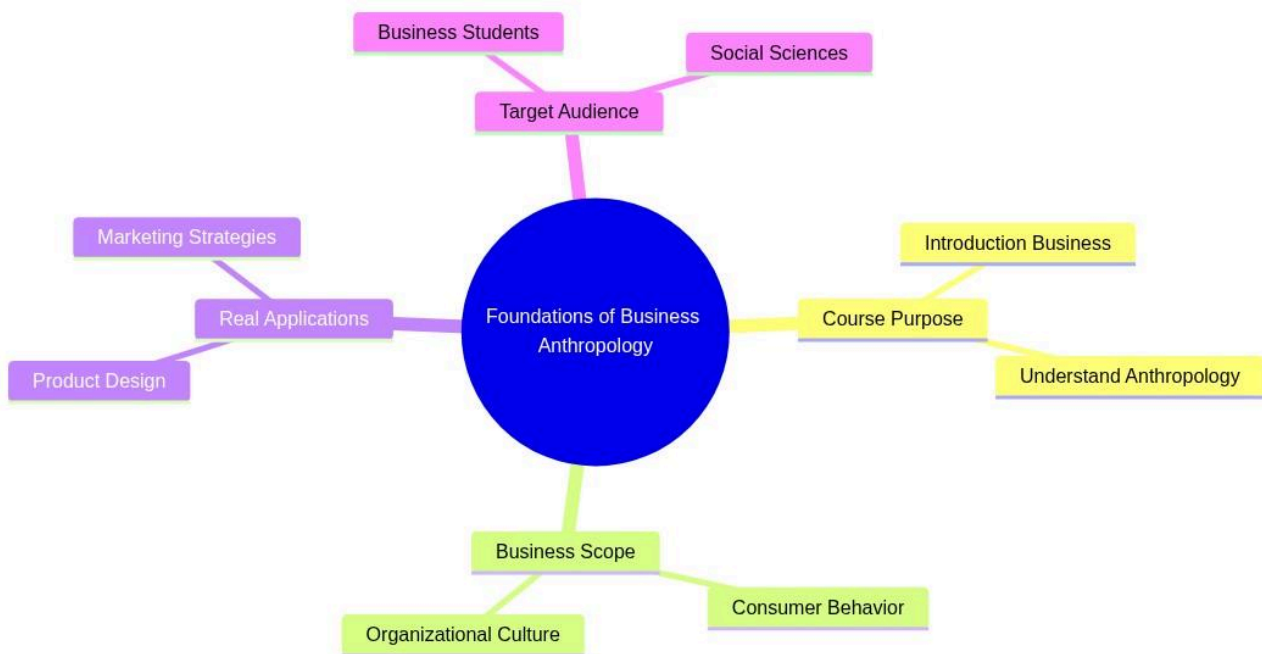 Business Students
Social Sciences
Target Audience
Marketing Strategies
Real Applications
Product Design
Foundations of Business
Anthropology
Introduction Business
Course Purpose
Understand Anthropology
Business Scope
Organizational Culture
Consumer Behavior